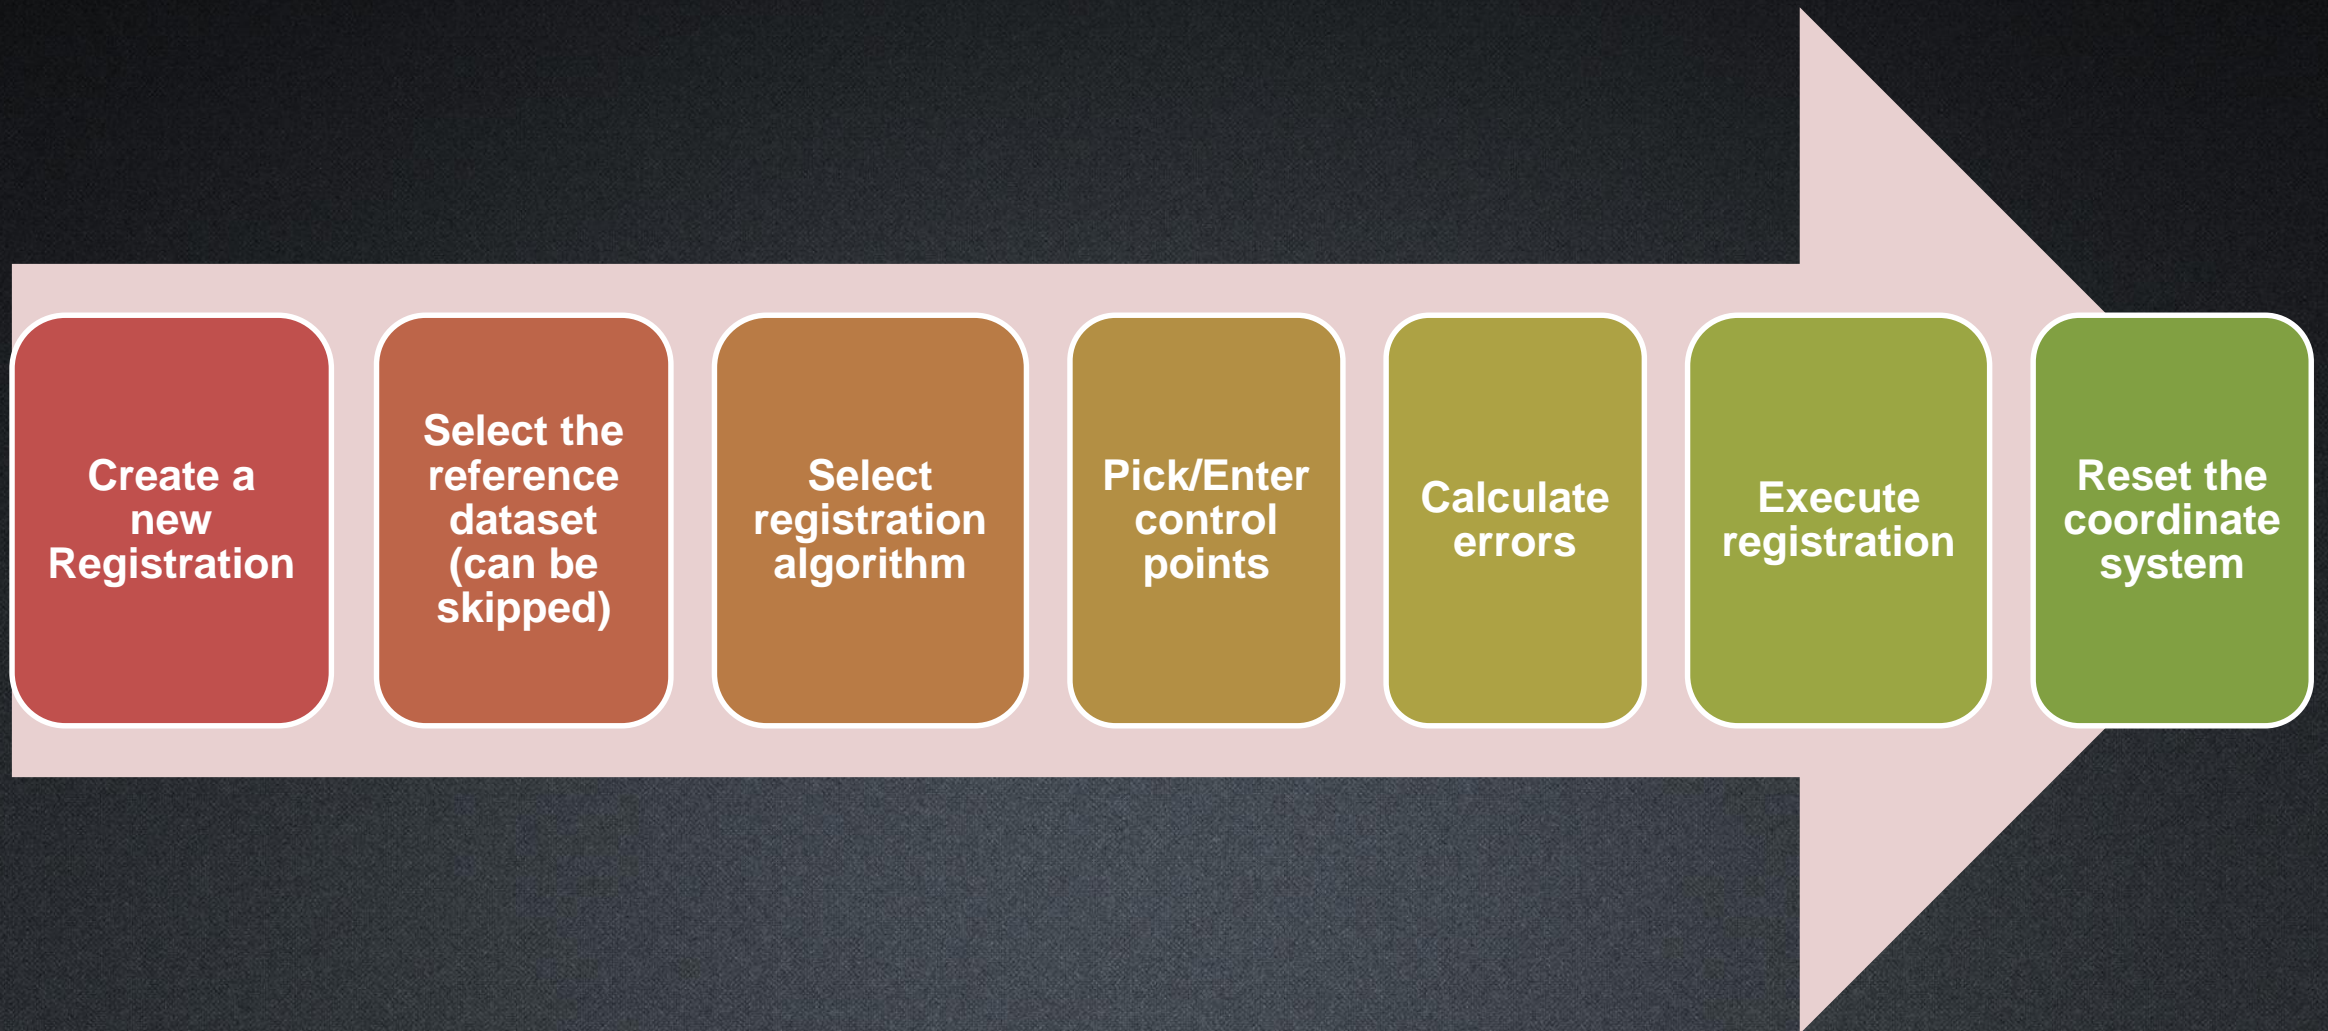 Create a
new
Registration
Select the
reference
dataset
(can be
skipped)
Select
registration
algorithm
Pick/Enter
control
points
Calculate
errors
Execute
registration
Reset the
coordinate
system